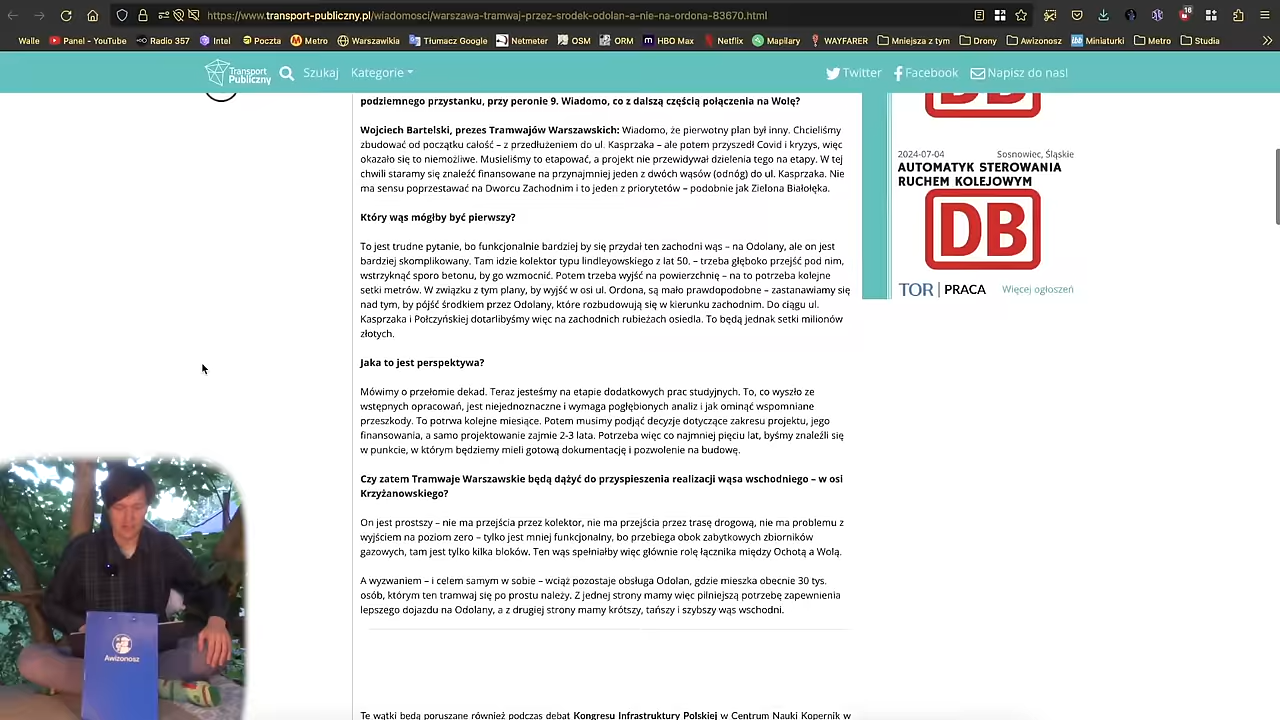 https://www.transport-publiczny.pl/wiadomosci/warszawa-tramwaj-przez-srodek-odolan-a-nie-na-ordona-83670.html
18
Walle Panel - YouTube Radio 357 Intel Poczta Metro Warszawikia Tłumacz Google Netmeter OSM ORM HBO Max Netflix Mapilary WAYFARER Mniejsza z tym Drony Awizonosz Miniaturki Metro Studia
Transport Publiczny Szukaj Kategorie Twitter Facebook Napisz do nas!
podziemnego przystanku, przy peronie 9. Wiadomo, co z dalszą częścią połączenia na Wolę?
Wojciech Bartelski, prezes Tramwajów Warszawskich: Wiadomo, że pierwotny plan był inny. Chcieliśmy
zbudować od początku całość – z przedłużeniem do ul. Kasprzaka – ale potem przyszedł Covid i kryzys, więc
okazało się to niemożliwe. Musieliśmy to etapować, a projekt nie przewidywał dzielenia tego na etapy. W tej
chwili staramy się znaleźć finansowane na przynajmniej jeden z dwóch wąsów (odnóg) do ul. Kasprzaka. Nie
ma sensu poprzestawać na Dworcu Zachodnim i to jeden z priorytetów – podobnie jak Zielona Białołęka.
Który wąs mógłby być pierwszy?
To jest trudne pytanie, bo funkcjonalnie bardziej by się przydał ten zachodni wąs – na Odolany, ale on jest
bardziej skomplikowany. Tam idzie kolektor typu lindleyowskiego z lat 50. – trzeba głęboko przejść pod nim,
wstrzyknąć sporo betonu, by go wzmocnić. Potem trzeba wyjść na powierzchnię – na to potrzeba kolejne
setki metrów. W związku z tym plany, by wyjść w osi ul. Ordona, są mało prawdopodobne – zastanawiamy się
nad tym, by pójść środkiem przez Odolany, które rozbudowują się w kierunku zachodnim. Do ciągu ul.
Kasprzaka i Połczyńskiej dotarlibyśmy więc na zachodnich rubieżach osiedla. To będą jednak setki milionów
złotych.
Jaka to jest perspektywa?
Mówimy o przełomie dekad. Teraz jesteśmy na etapie dodatkowych prac studyjnych. To, co wyszło ze
wstępnych opracowań, jest niejednoznaczne i wymaga pogłębionych analiz i jak ominąć wspomniane
przeszkody. To potrwa kolejne miesiące. Potem musimy podjąć decyzje dotyczące zakresu projektu, jego
finansowania, a samo projektowanie zajmie 2-3 lata. Potrzeba więc co najmniej pięciu lat, byśmy znaleźli się
w punkcie, w którym będziemy mieli gotową dokumentację i pozwolenie na budowę.
Czy zatem Tramwaje Warszawskie będą dążyć do przyspieszenia realizacji wąsa wschodniego – w osi
Krzyżanowskiego?
On jest prostszy – nie ma przejścia przez kolektor, nie ma przejścia przez trasę drogową, nie ma problemu z
wyjściem na poziom zero – tylko jest mniej funkcjonalny, bo przebiega obok zabytkowych zbiorników
gazowych, tam jest tylko kilka bloków. Ten wąs spełniałby więc głównie rolę łącznika między Ochotą a Wolą.
A wyzwaniem – i celem samym w sobie – wciąż pozostaje obsługa Odolan, gdzie mieszka obecnie 30 tys.
osób, którym ten tramwaj się po prostu należy. Z jednej strony mamy więc pilniejszą potrzebę zapewnienia
lepszego dojazdu na Odolany, a z drugiej strony mamy krótszy, tańszy i szybszy wąs wschodni.
Te wątki będą poruszane również podczas debat Kongresu Infrastruktury Polskiej w Centrum Nauki Kopernik w
2024-07-04 Sosnowiec, Śląskie
AUTOMATYK STEROWANIA
RUCHEM KOLEJOWYM
DB
TOR | PRACA Więcej ogłoszeń
Awizonosz